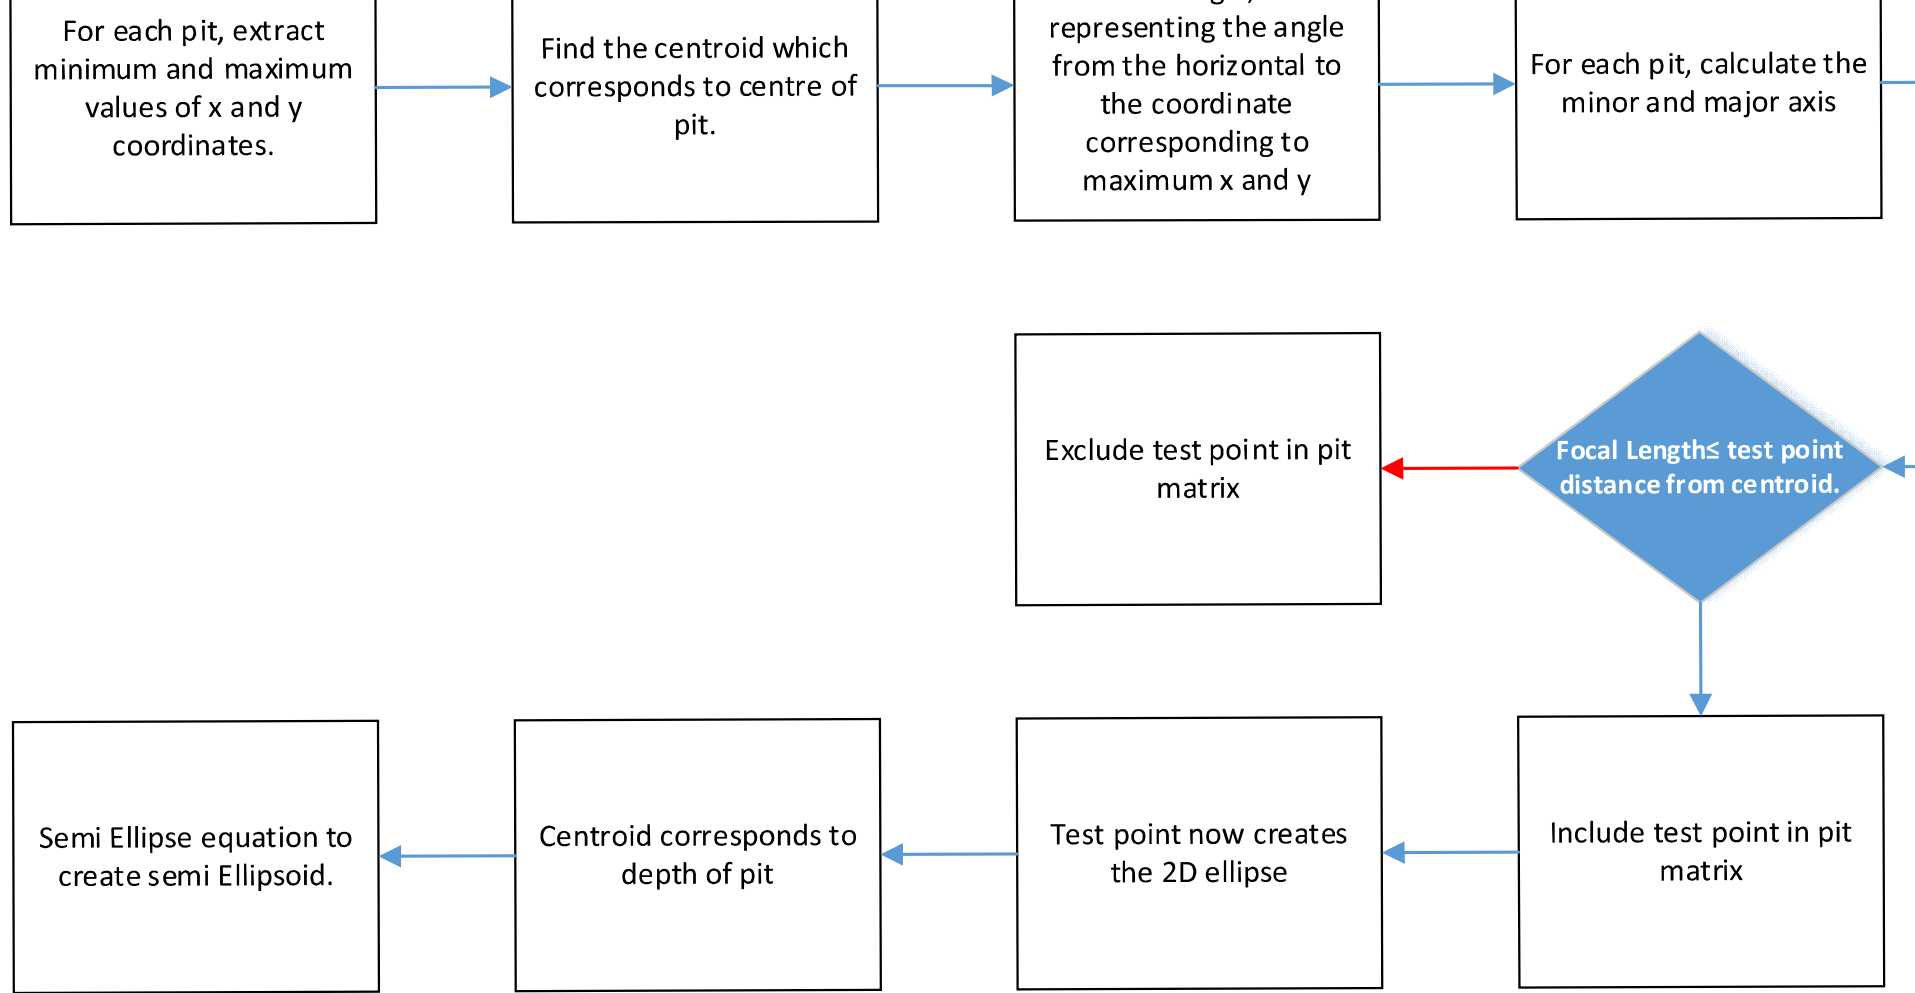 For each pit, extract
minimum and maximum
values of x and y
coordinates.
Find the centroid which
corresponds to centre of
pit.
representing the angle
from the horizontal to
the coordinate
corresponding to
maximum x and y
For each pit, calculate the
minor and major axis
Exclude test point in pit
matrix
Focal Length≤ test point
distance from centroid.
Semi Ellipse equation to
create semi Ellipsoid.
Centroid corresponds to
depth of pit
Test point now creates
the 2D ellipse
Include test point in pit
matrix